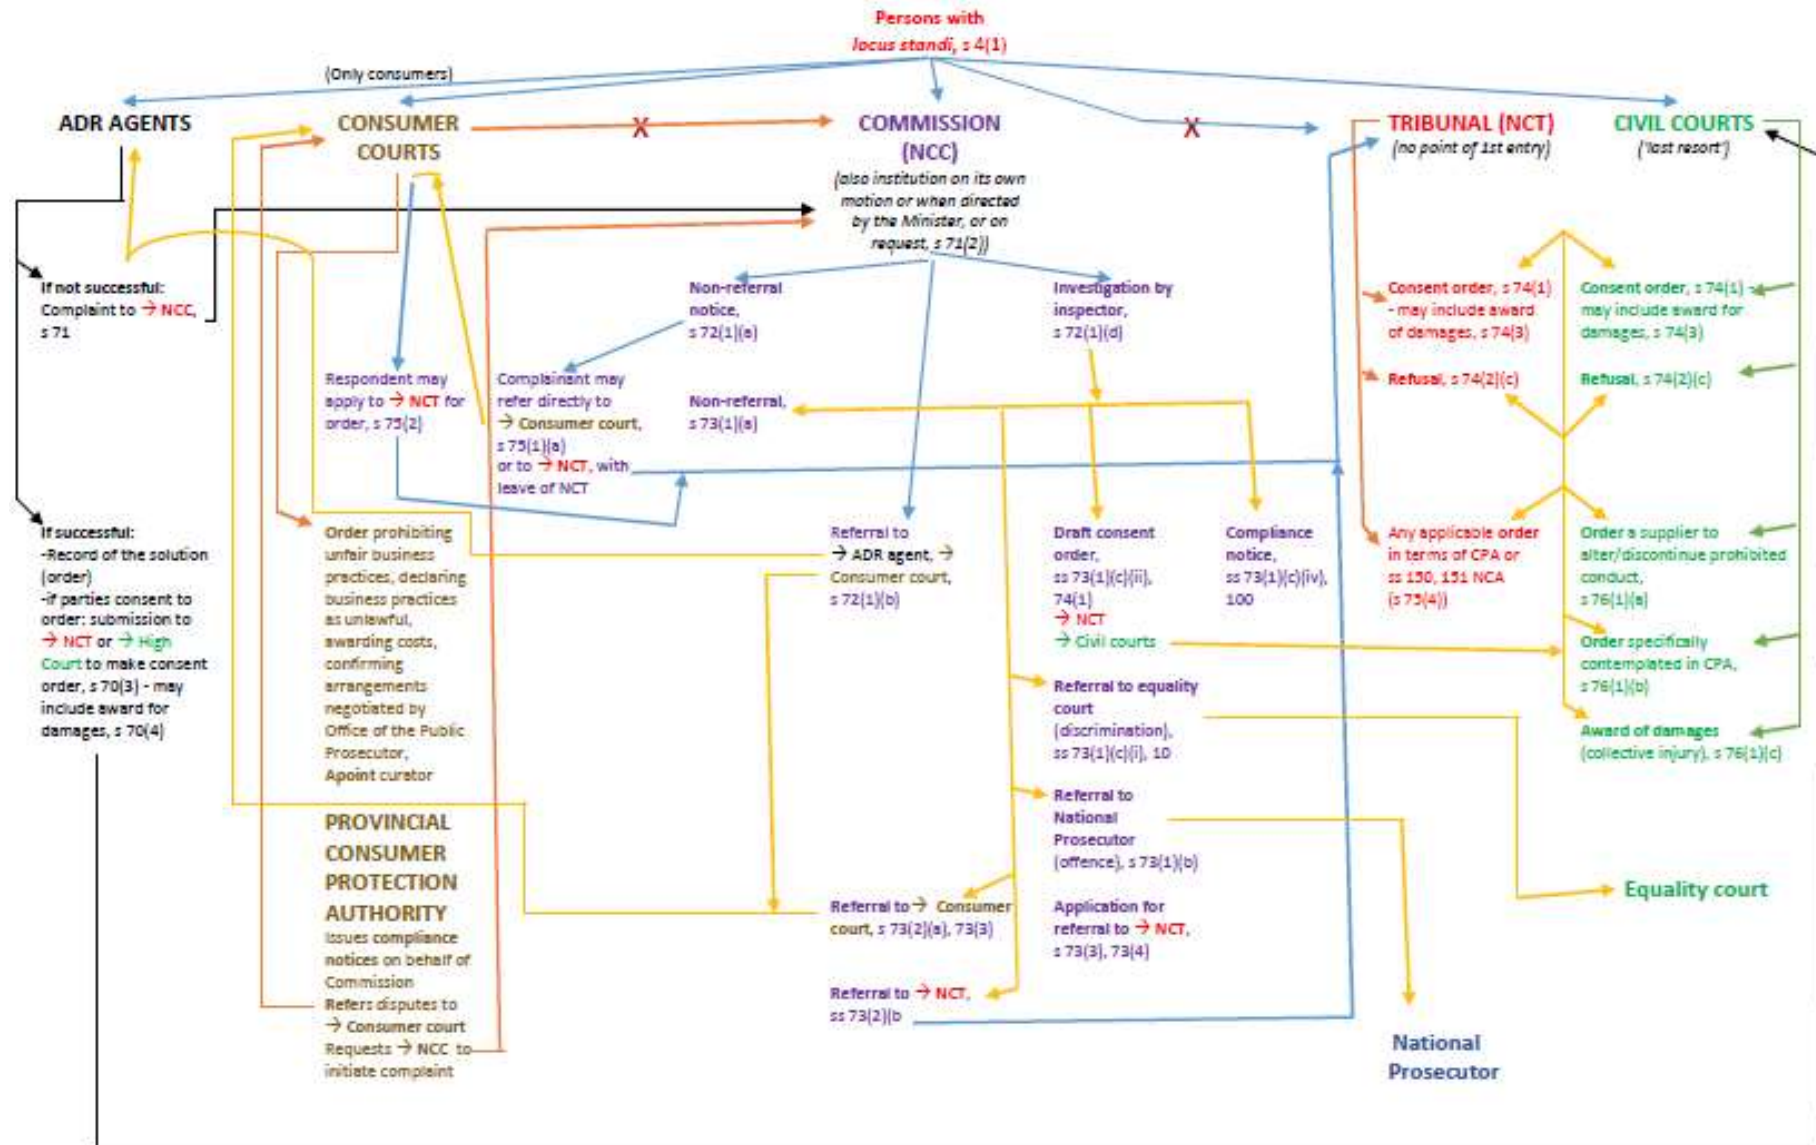 Persons with
locus standi, s 4(1)
(Only consumers)
ADR AGENTS
CONSUMER
COURTS
X
COMMISSION
(NCC)
(also institution on its own
motion or when directed
by the Minister, or on
request, s 71(2))
X
TRIBUNAL (NCT)
(no point of 1st entry)
CIVIL COURTS
('last resort')
If not successful:
Complaint to → NCC,
s 71
If successful:
-Record of the solution
(order)
-if parties consent to
order: submission to
→ NCT or → High
Court to make consent
order, s 70(3) - may
include award for
damages, s 70(4)
Respondent may
apply to → NCT for
order, s 75(2)
Order prohibiting
unfair business
practices, declaring
business practices
as unlawful,
awarding costs,
confirming
arrangements
negotiated by
Office of the Public
Prosecutor,
Apoint curator
PROVINCIAL
CONSUMER
PROTECTION
AUTHORITY
Issues compliance
notices on behalf of
Commission
Refers disputes to
→ Consumer court
Requests → NCC to
initiate complaint
Complainant may
refer directly to
→ Consumer court,
s 75(1)(a)
or to → NCT, with
leave of NCT
Non-referral
notice,
s 72(1)(a)
Non-referral,
s 73(1)(a)
Referral to
→ ADR agent, →
Consumer court,
s 72(1)(b)
Referral to → Consumer
court, s 73(2)(a), 73(3)
Referral to → NCT,
ss 73(2)(b
Investigation by
inspector,
s 72(1)(d)
Draft consent
order,
ss 73(1)(c)(ii),
74(1)
→ NCT
→ Civil courts
Compliance
notice,
ss 73(1)(c)(iv),
100
Referral to equality
court
(discrimination),
ss 73(1)(c)(i), 10
Referral to
National
Prosecutor
(offence), s 73(1)(b)
Application for
referral to → NCT,
s 73(3), 73(4)
Consent order, s 74(1)
- may include award
of damages, s 74(3)
Refusal, s 74(2)(c)
Any applicable order
in terms of CPA or
ss 150, 151 NCA
(s 75(4))
Consent order, s 74(1) -
may include award for
damages, s 74(3)
Refusal, s 74(2)(c)
Order a supplier to
alter/discontinue prohibited
conduct,
s 76(1)(a)
Order specifically
contemplated in CPA,
s 76(1)(b)
Award of damages
(collective injury), s 76(1)(c)
Equality court
National
Prosecutor